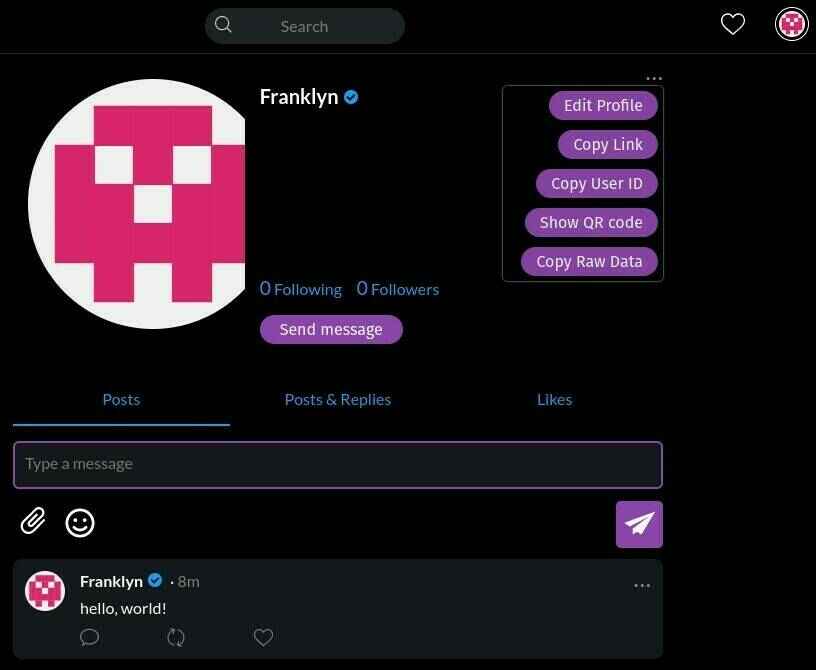 Search
Franklyn
Edit Profile
Copy Link
Copy User ID
Show QR code
Copy Raw Data
0 Following 0 Followers
Send message
Posts Posts & Replies Likes
Type a message
Franklyn · 8m
hello, world!